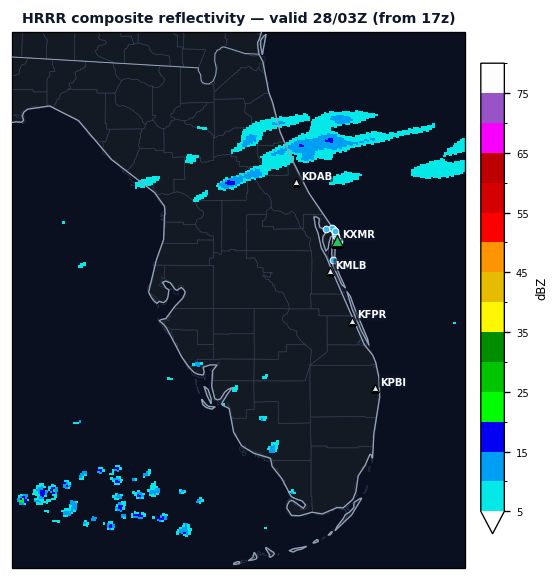 HRRR composite reflectivity — valid 28/03Z (from 17z)
KDAB
KXMR
KMLB
KFPR
KPBI
75
65
55
45
35
25
15
5
dBZ